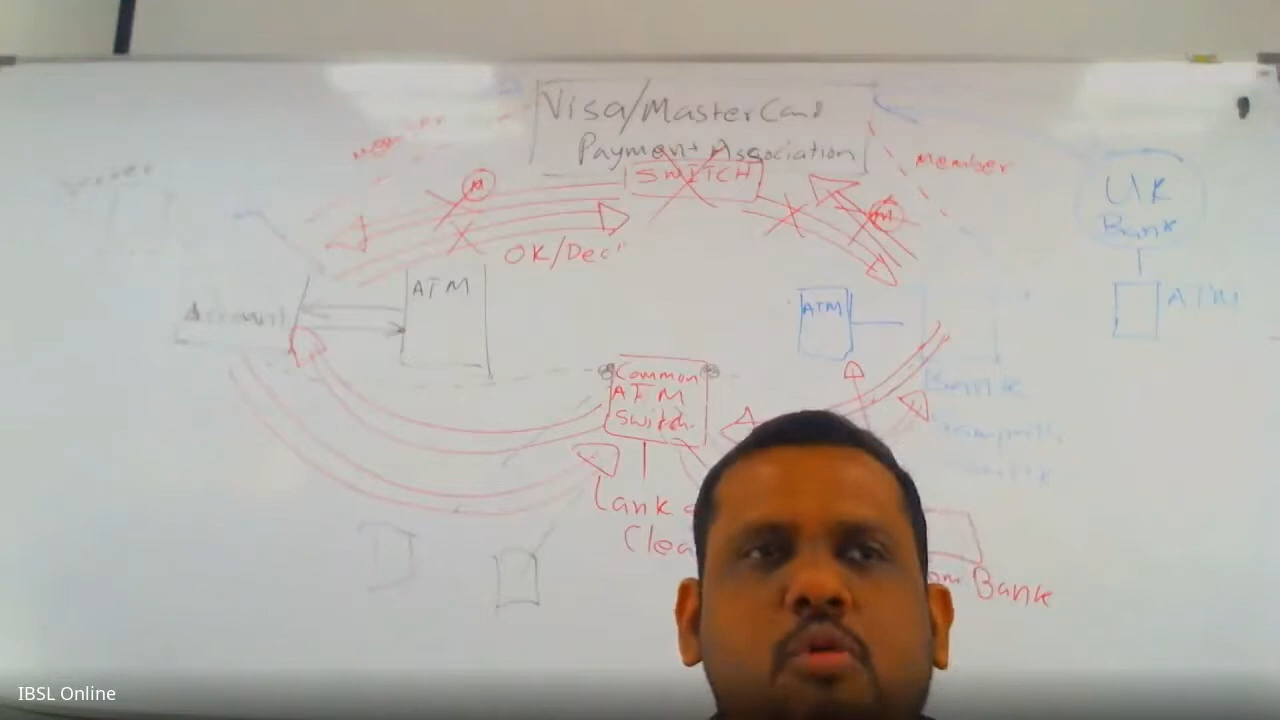 Visa/MasterCard
Payment Association
SWITCH
Member
Member
M
M
OK/Dec
UK
Bank
ATM
ATM
ATM
Account
Common
ATM
Switch
Bank
Clea
Bank
IBSL Online